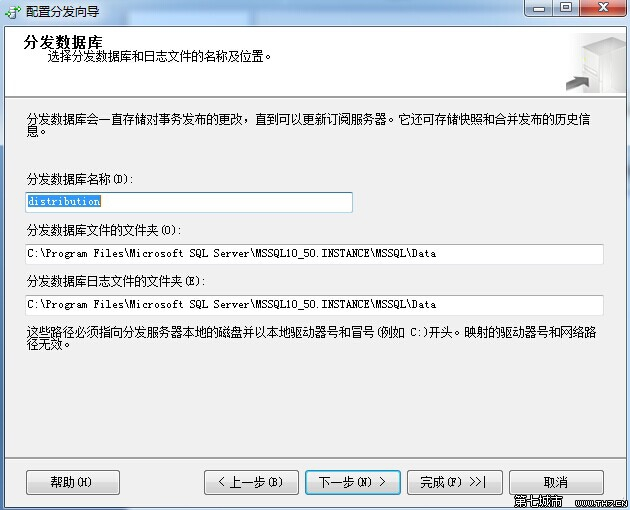 配置分发向导
分发数据库
选择分发数据库和日志文件的名称及位置。
分发数据库会一直存储对事务发布的更改，直到可以更新订阅服务器。它还可存储快照和合并发布的历史信
息。
分发数据库名称(D):
distribution
分发数据库文件的文件夹(O):
C:\Program Files\Microsoft SQL Server\MSSQL10_50.INSTANCE\MSSQL\Data
分发数据库日志文件的文件夹(E):
C:\Program Files\Microsoft SQL Server\MSSQL10_50.INSTANCE\MSSQL\Data
这些路径必须指向分发服务器本地的磁盘并以本地驱动器号和冒号(例如 C:)开头。映射的驱动器号和网络路
径无效。
帮助(H) < 上一步(B) 下一步(N) > 完成(F) >>| 取消
第七城市 WWW.TH7.CN